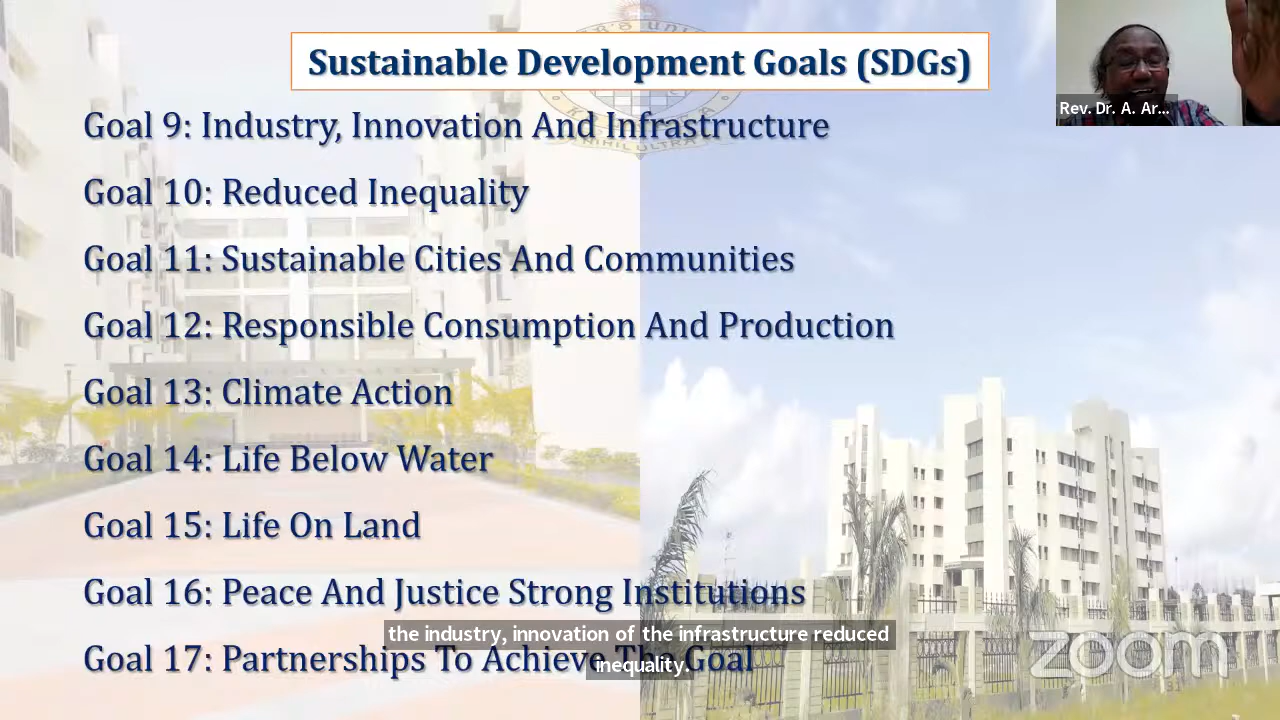 Sustainable Development Goals (SDGs)
Rev. Dr. A. Ar...
Goal 9: Industry, Innovation And Infrastructure
Goal 10: Reduced Inequality
Goal 11: Sustainable Cities And Communities
Goal 12: Responsible Consumption And Production
Goal 13: Climate Action
Goal 14: Life Below Water
Goal 15: Life On Land
Goal 16: Peace And Justice Strong Institutions
the industry, innovation of the infrastructure reduced
inequality.
Goal 17: Partnerships To Achieve The Goal
zoom
31
NIHIL ULTRA